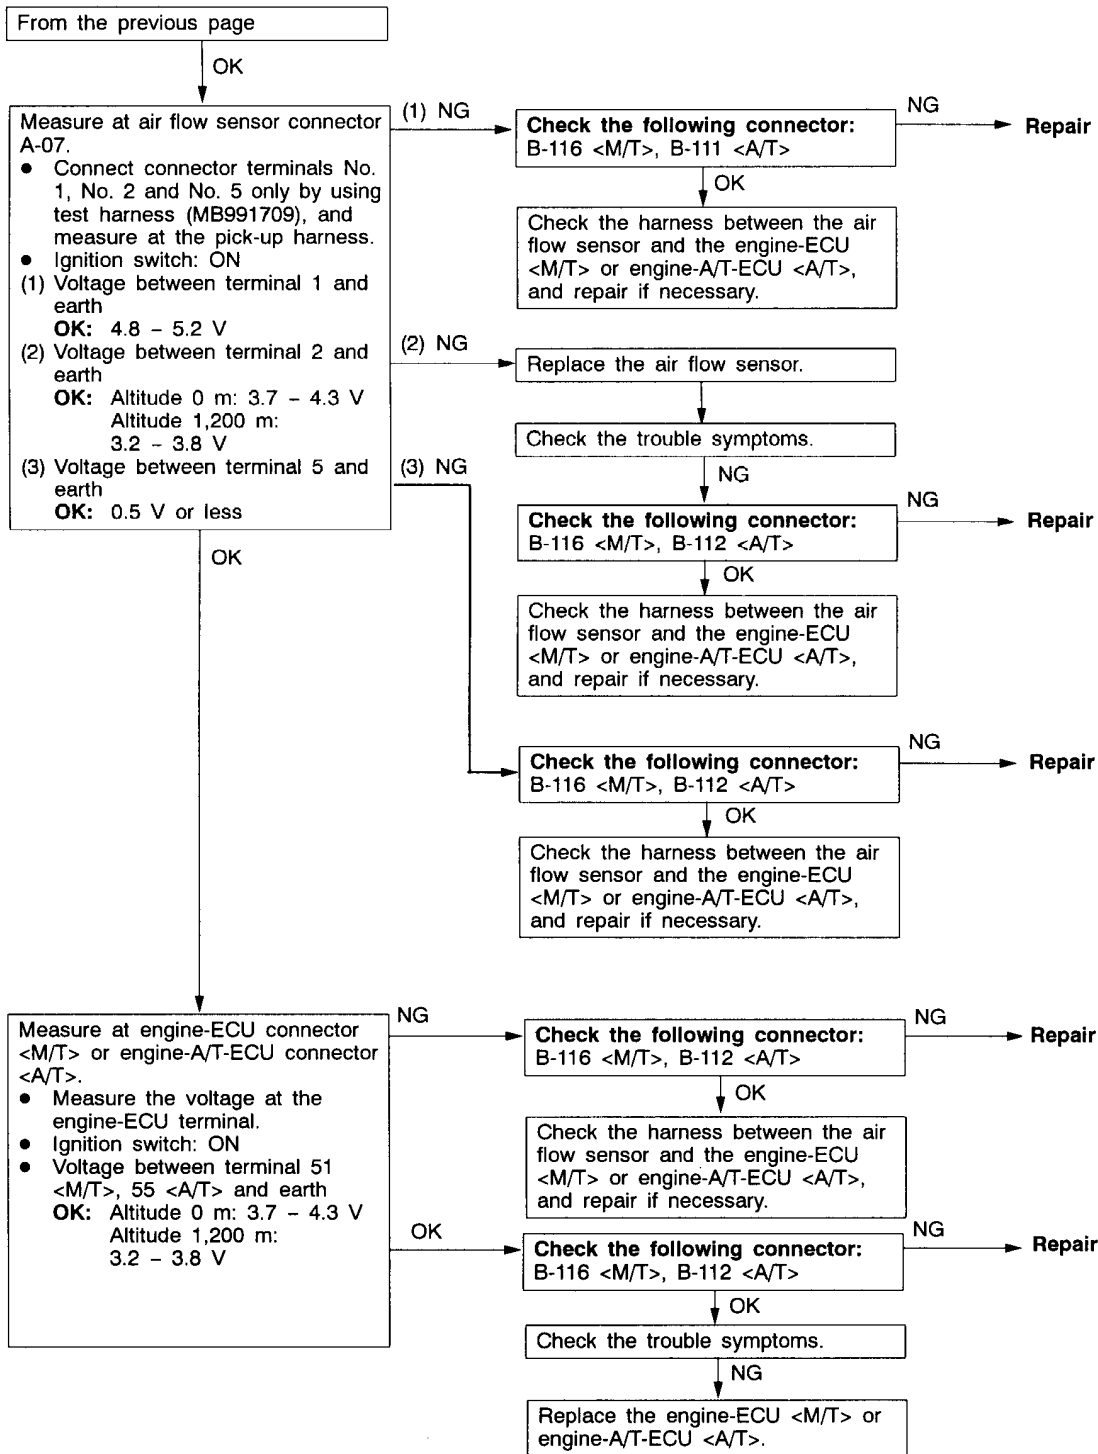 From the previous page
OK
Measure at air flow sensor connector
A-07.
● Connect connector terminals No.
1, No. 2 and No. 5 only by using
test harness (MB991709), and
measure at the pick-up harness.
● Ignition switch: ON
(1) Voltage between terminal 1 and
earth
OK: 4.8 – 5.2 V
(2) Voltage between terminal 2 and
earth
OK: Altitude 0 m: 3.7 – 4.3 V
Altitude 1,200 m:
3.2 – 3.8 V
(3) Voltage between terminal 5 and
earth
OK: 0.5 V or less
(1) NG
Check the following connector:
B-116 <M/T>, B-111 <A/T>
NG
Repair
OK
Check the harness between the air
flow sensor and the engine-ECU
<M/T> or engine-A/T-ECU <A/T>,
and repair if necessary.
(2) NG
Replace the air flow sensor.
Check the trouble symptoms.
NG
Check the following connector:
B-116 <M/T>, B-112 <A/T>
NG
Repair
OK
Check the harness between the air
flow sensor and the engine-ECU
<M/T> or engine-A/T-ECU <A/T>,
and repair if necessary.
(3) NG
Check the following connector:
B-116 <M/T>, B-112 <A/T>
NG
Repair
OK
Check the harness between the air
flow sensor and the engine-ECU
<M/T> or engine-A/T-ECU <A/T>,
and repair if necessary.
OK
Measure at engine-ECU connector
<M/T> or engine-A/T-ECU connector
<A/T>.
● Measure the voltage at the
engine-ECU terminal.
● Ignition switch: ON
● Voltage between terminal 51
<M/T>, 55 <A/T> and earth
OK: Altitude 0 m: 3.7 – 4.3 V
Altitude 1,200 m:
3.2 – 3.8 V
NG
Check the following connector:
B-116 <M/T>, B-112 <A/T>
NG
Repair
OK
Check the harness between the air
flow sensor and the engine-ECU
<M/T> or engine-A/T-ECU <A/T>,
and repair if necessary.
OK
Check the following connector:
B-116 <M/T>, B-112 <A/T>
NG
Repair
OK
Check the trouble symptoms.
NG
Replace the engine-ECU <M/T> or
engine-A/T-ECU <A/T>.